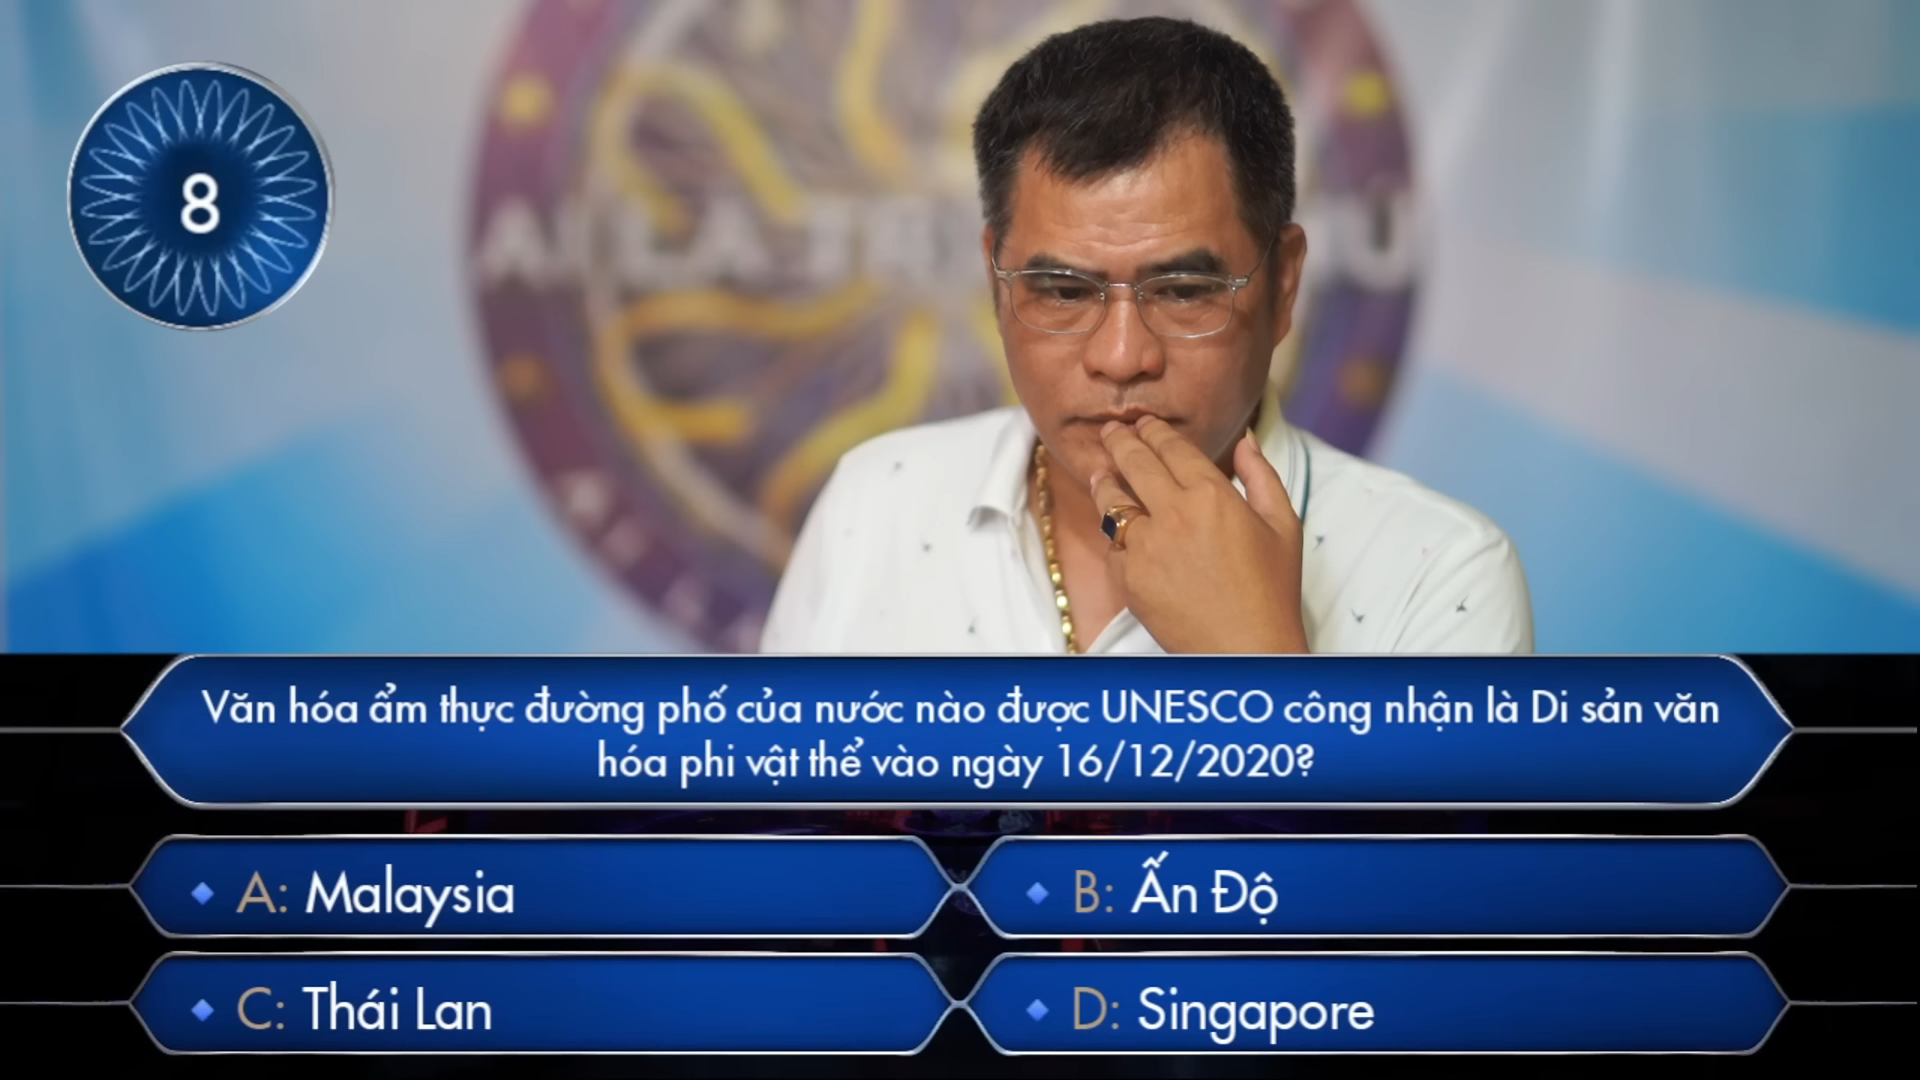 8
Văn hóa ẩm thực đường phố của nước nào được UNESCO công nhận là Di sản văn
hóa phi vật thể vào ngày 16/12/2020?
A: Malaysia
B: Ấn Độ
C: Thái Lan
D: Singapore